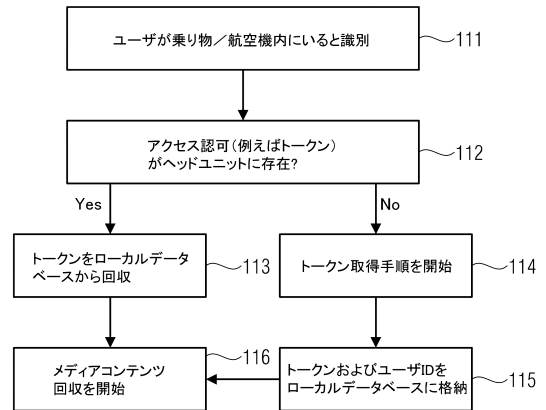 ユーザが乗り物／航空機内にいると識別
111
アクセス認可(例えばトークン)
がヘッドユニットに存在?
112
Yes
No
トークンをローカルデータ
ベースから回収
113
トークン取得手順を開始
114
メディアコンテンツ
回収を開始
116
トークンおよびユーザIDを
ローカルデータベースに格納
115